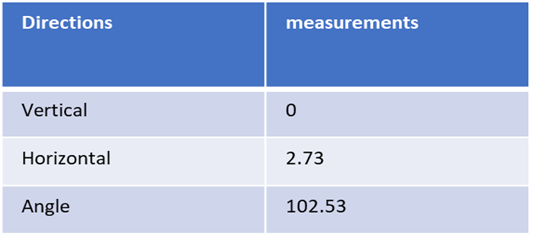 Directions measurements
Vertical 0
Horizontal 2.73
Angle 102.53